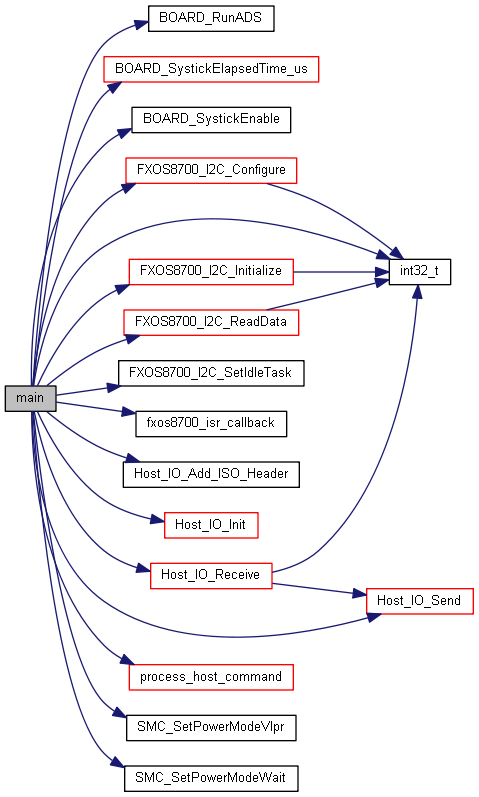 BOARD_RunADS
BOARD_SystickElapsedTime_us
BOARD_SystickEnable
FXOS8700_I2C_Configure
int32_t
FXOS8700_I2C_Initialize
FXOS8700_I2C_ReadData
FXOS8700_I2C_SetIdleTask
main
fxos8700_isr_callback
Host_IO_Add_ISO_Header
Host_IO_Init
Host_IO_Receive
Host_IO_Send
process_host_command
SMC_SetPowerModeVlpr
SMC_SetPowerModeWait